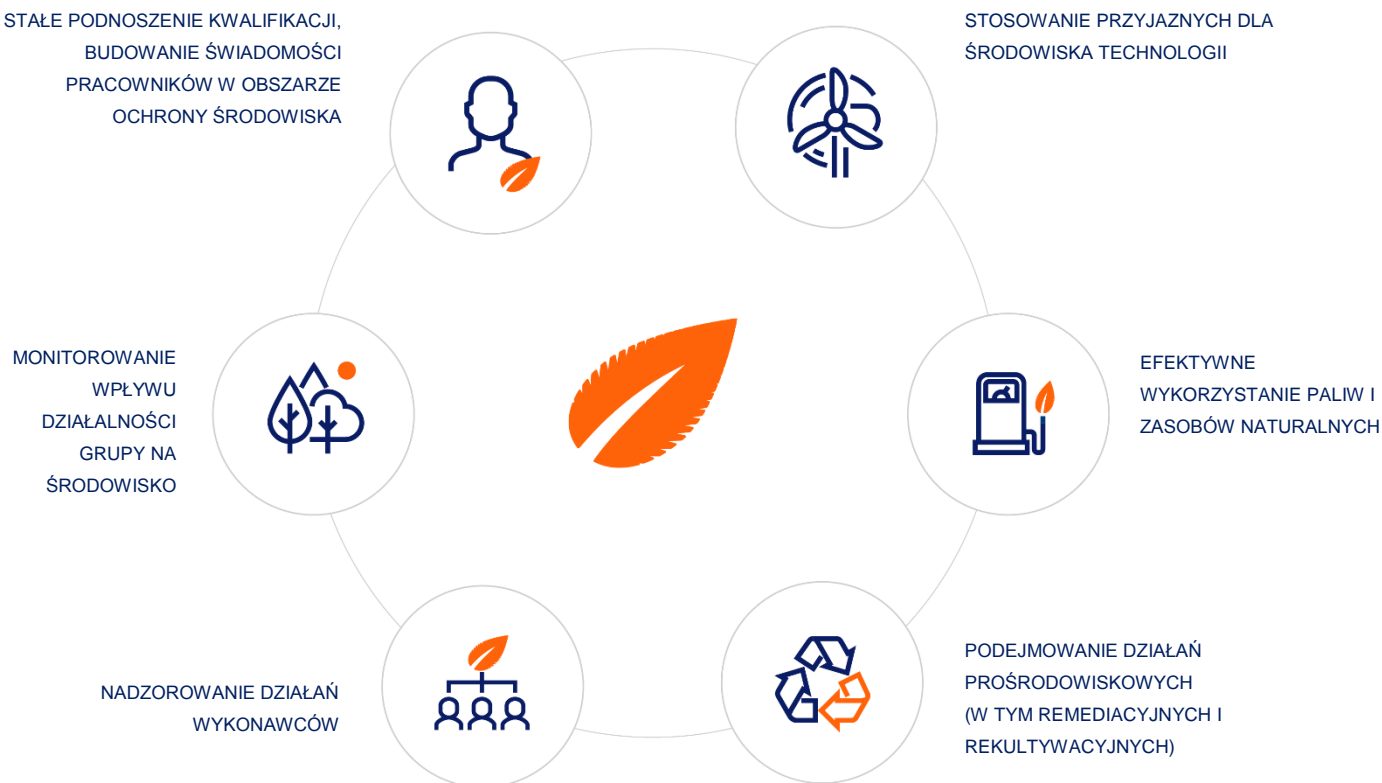 STAŁE PODNOSZENIE KWALIFIKACJI,
BUDOWANIE ŚWIADOMOŚCI
PRACOWNIKÓW W OBSZARZE
OCHRONY ŚRODOWISKA
STOSOWANIE PRZYJAZNYCH DLA
ŚRODOWISKA TECHNOLOGII
MONITOROWANIE
WPŁYWU
DZIAŁALNOŚCI
GRUPY NA
ŚRODOWISKO
EFEKTYWNE
WYKORZYSTANIE PALIW I
ZASOBÓW NATURALNYCH
NADZOROWANIE DZIAŁAŃ
WYKONAWCÓW
PODEJMOWANIE DZIAŁAŃ
PROŚRODOWISKOWYCH
(W TYM REMEDIACYJNYCH I
REKULTYWACYJNYCH)